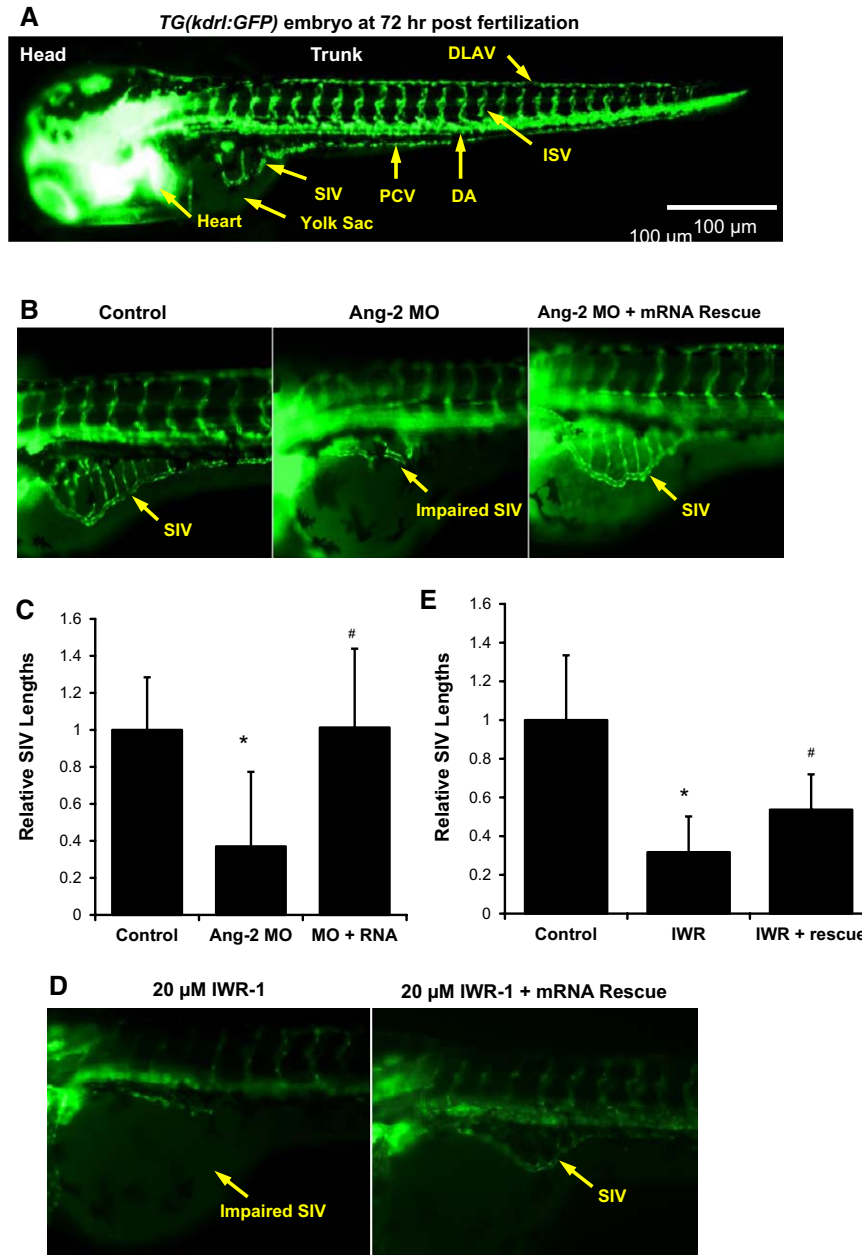 A
TG(kdrl:GFP) embryo at 72 hr post fertilization
Head
Trunk
DLAV
ISV
SIV
PCV
DA
Heart
Yolk Sac
100 µm
100 µm
B
Control
Ang-2 MO
Ang-2 MO + mRNA Rescue
SIV
Impaired SIV
SIV
C
Relative SIV Lengths
1.6
1.4
1.2
1
0.8
0.6
0.4
0.2
0
*
#
Control
Ang-2 MO
MO + RNA
E
Relative SIV Lengths
1.6
1.4
1.2
1
0.8
0.6
0.4
0.2
0
*
#
Control
IWR
IWR + rescue
D
20 µM IWR-1
20 µM IWR-1 + mRNA Rescue
Impaired SIV
SIV